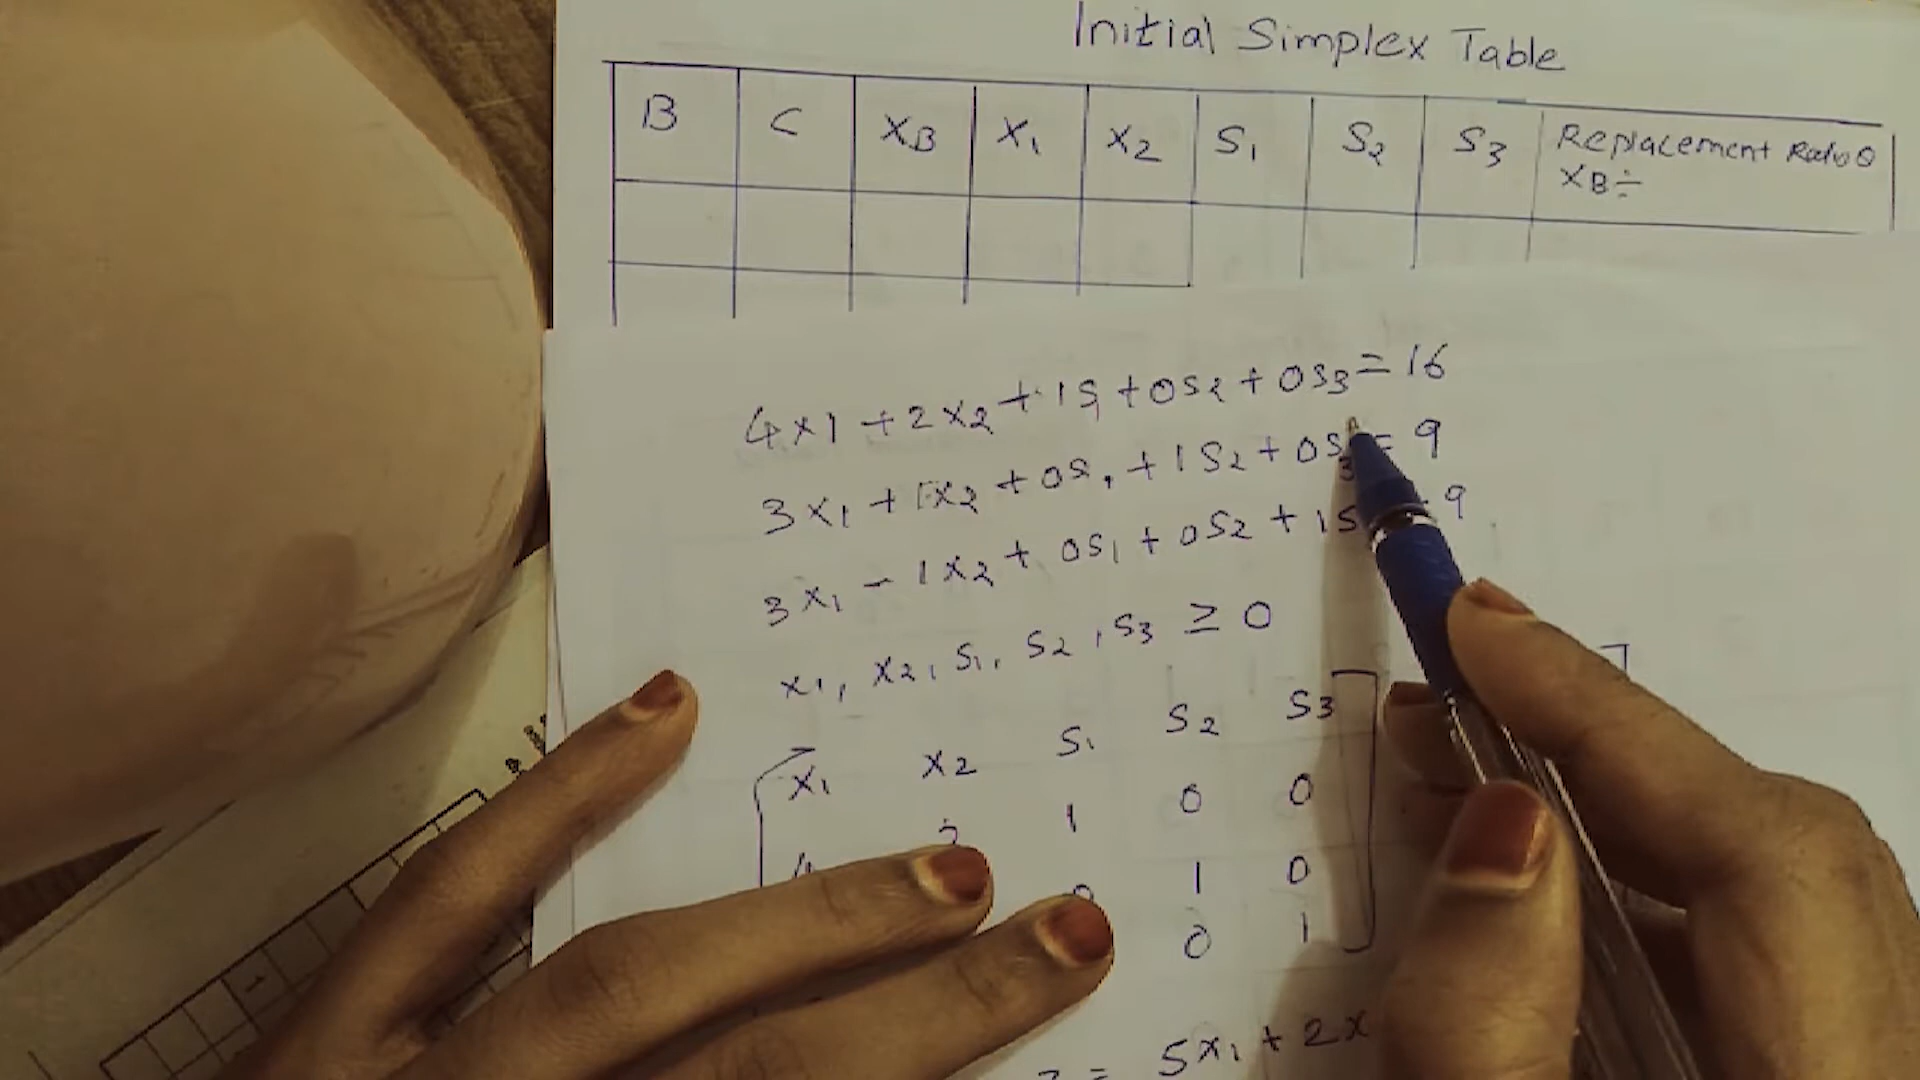 Initial Simplex Table
B C XB X1 X2 S1 S2 S3 Replacement Ratio θ
XB÷
4x1 + 2x2 + 1S1 + 0S2 + 0S3 = 16
3x1 + 1x2 + 0S1 + 1S2 + 0S3 = 9
3x1 - 1x2 + 0S1 + 0S2 + 1S 9
x1, x2, S1, S2, S3 ≥ 0
X1 X2 S1 S2 S3
1 0 0
1 0
0 1
= 5x1 + 2x